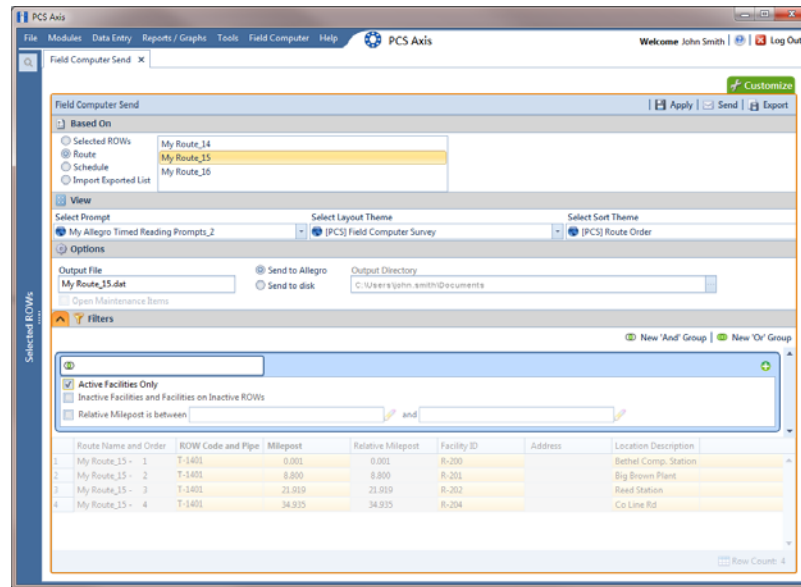 PCS Axis
File Modules Data Entry Reports / Graphs Tools Field Computer Help PCS Axis Welcome John Smith | Log Out
Field Computer Send X
Customize
Field Computer Send | Apply | Send | Export
Based On
Selected ROWs
Route
Schedule
Import Exported List
My Route_14
My Route_15
My Route_16
View
Select Prompt Select Layout Theme Select Sort Theme
My Allegro Timed Reading Prompts_2 [PCS] Field Computer Survey [PCS] Route Order
Options
Output File Send to Allegro Output Directory
My Route_15.dat Send to disk C:\Users\john.smith\Documents
Open Maintenance Items
Selected ROWs
Filters
New 'And' Group | New 'Or' Group
Active Facilities Only
Inactive Facilities and Facilities on Inactive ROWs
Relative Milepost is between and
Route Name and Order ROW Code and Pipe Milepost Relative Milepost Facility ID Address Location Description
1 My Route_15 - 1 T-1401 0.001 0.001 R-200 Bethel Comp. Station
2 My Route_15 - 2 T-1401 8.800 8.800 R-201 Big Brown Plant
3 My Route_15 - 3 T-1401 21.919 21.919 R-202 Reed Station
4 My Route_15 - 4 T-1401 34.935 34.935 R-204 Co Line Rd
Row Count: 4